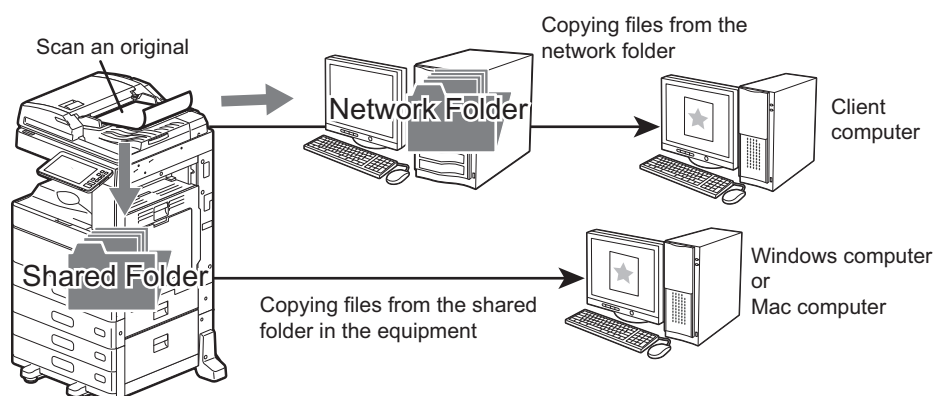 Scan an original
Copying files from the
network folder
Network Folder
Client
computer
Shared Folder
Copying files from the shared
folder in the equipment
Windows computer
or
Mac computer